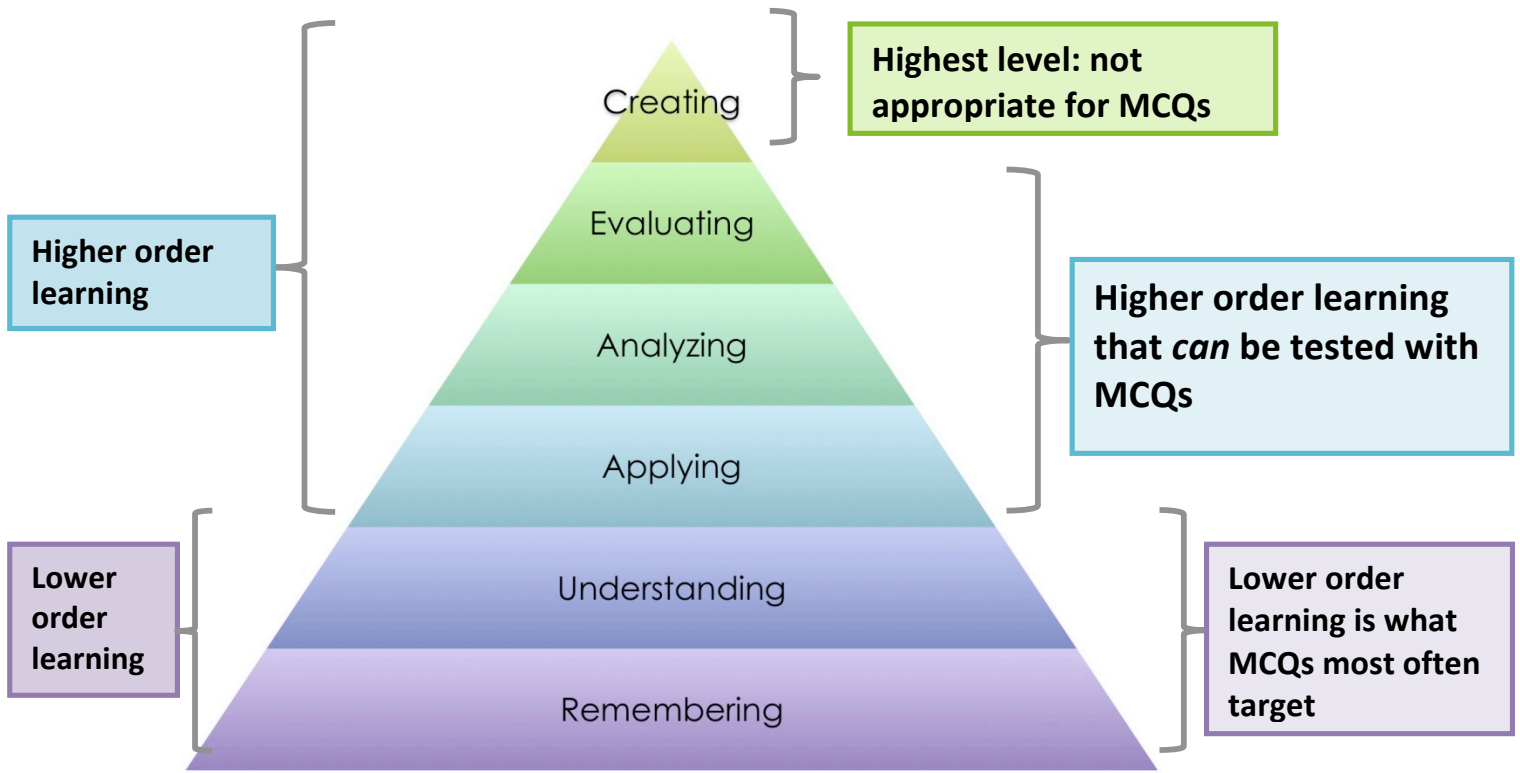 Highest level: not
appropriate for MCQs
Creating
Evaluating
Higher order
learning
Higher order learning
that can be tested with
MCQs
Analyzing
Applying
Lower
order
learning
Understanding
Lower order
learning is what
MCQs most often
target
Remembering